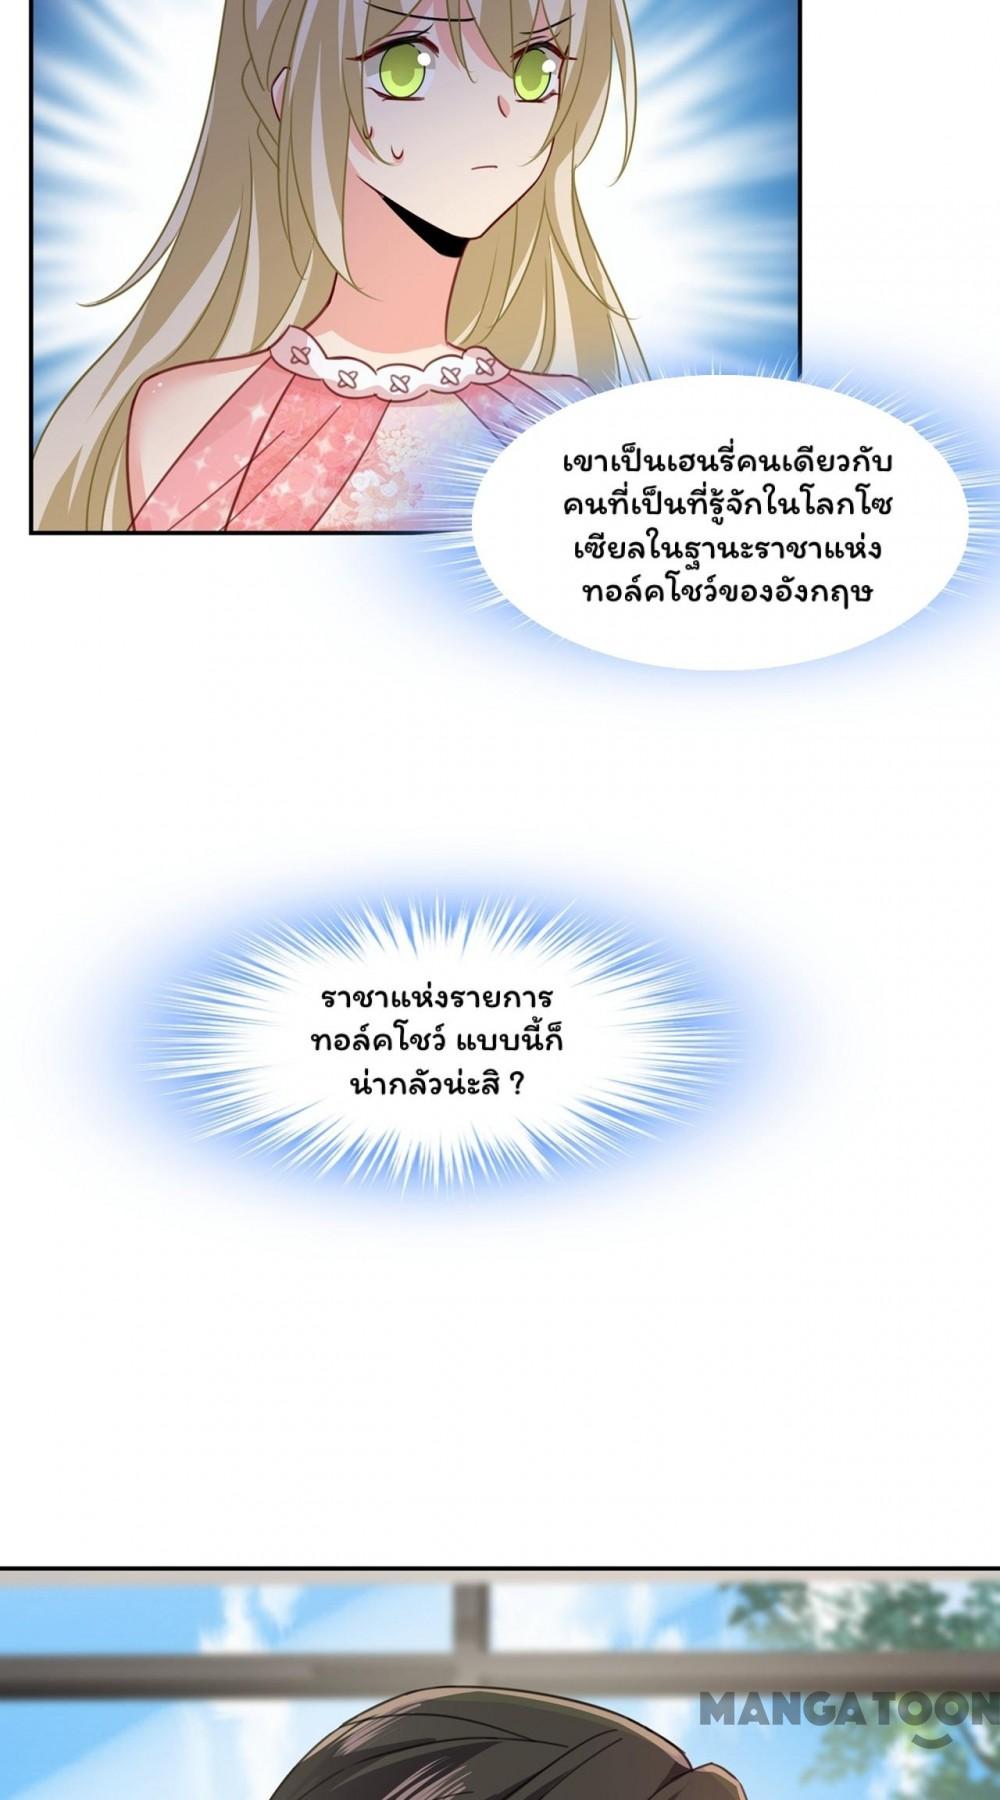 เขาเป็นเฮนรี่คนเดียวกับ
คนที่เป็นที่รู้จักในโลกโซ
เซียลในฐานะราชาแห่ง
ทอล์คโชว์ของอังกฤษ
ราชาแห่งรายการ
ทอล์คโชว์ แบบนี้ก็
น่ากลัวน่ะสิ ?
MANGATOON